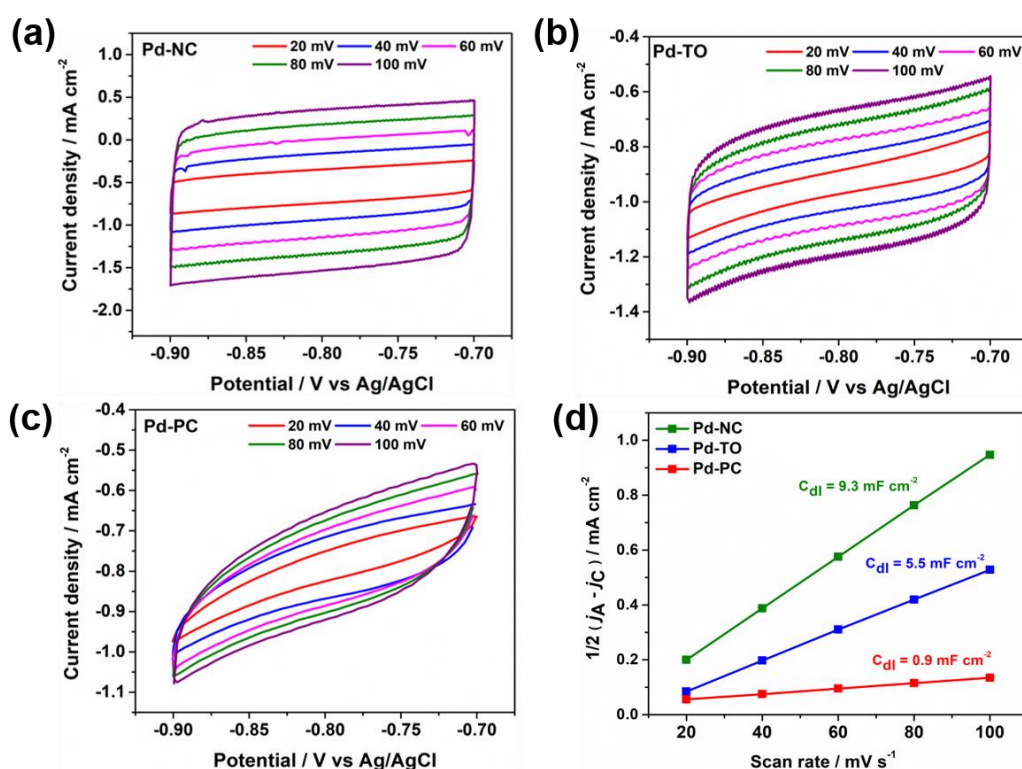 (a)
Pd-NC
20 mV 40 mV 60 mV
80 mV 100 mV
0.5
0.0
-0.5
-1.0
-1.5
-2.0
Current density / mA cm⁻²
-0.90 -0.85 -0.80 -0.75 -0.70
Potential / V vs Ag/AgCl
(b)
Pd-TO
20 mV 40 mV 60 mV
80 mV 100 mV
-0.4
-0.6
-0.8
-1.0
-1.2
-1.4
-1.6
Current density / mA cm⁻²
-0.90 -0.85 -0.80 -0.75 -0.70
Potential / V vs Ag/AgCl
(c)
Pd-PC
20 mV 40 mV 60 mV
80 mV 100 mV
-0.4
-0.5
-0.6
-0.7
-0.8
-0.9
-1.0
-1.1
Current density / mA cm⁻²
-0.90 -0.85 -0.80 -0.75 -0.70
Potential / V vs Ag/AgCl
(d)
Pd-NC
Pd-TO
Pd-PC
Cdl = 9.3 mF cm⁻²
Cdl = 5.5 mF cm⁻²
Cdl = 0.9 mF cm⁻²
1.0
0.8
0.6
0.4
0.2
0.0
1/2 (jA - jC) / mA cm⁻²
20 40 60 80 100
Scan rate / mV s⁻¹